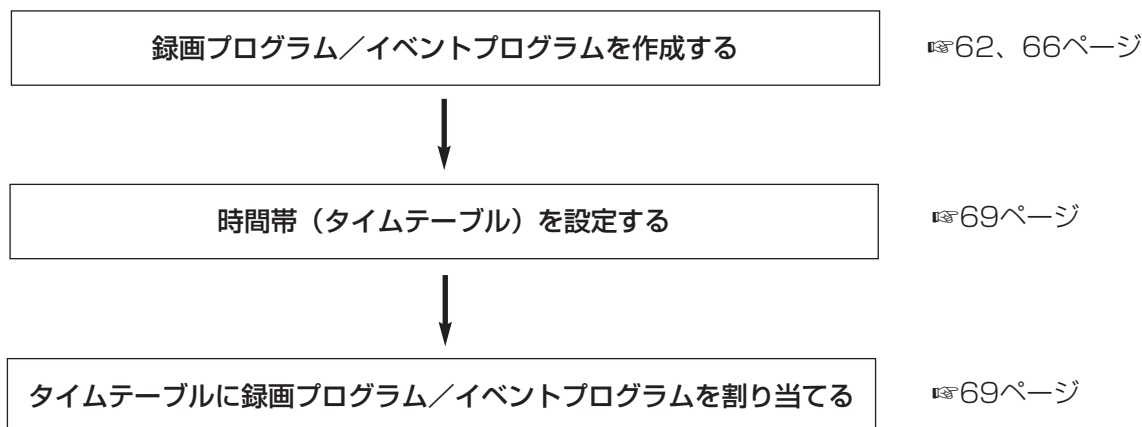 録画プログラム／イベントプログラムを作成する ☞62、66ページ
時間帯（タイムテーブル）を設定する ☞69ページ
タイムテーブルに録画プログラム／イベントプログラムを割り当てる ☞69ページ